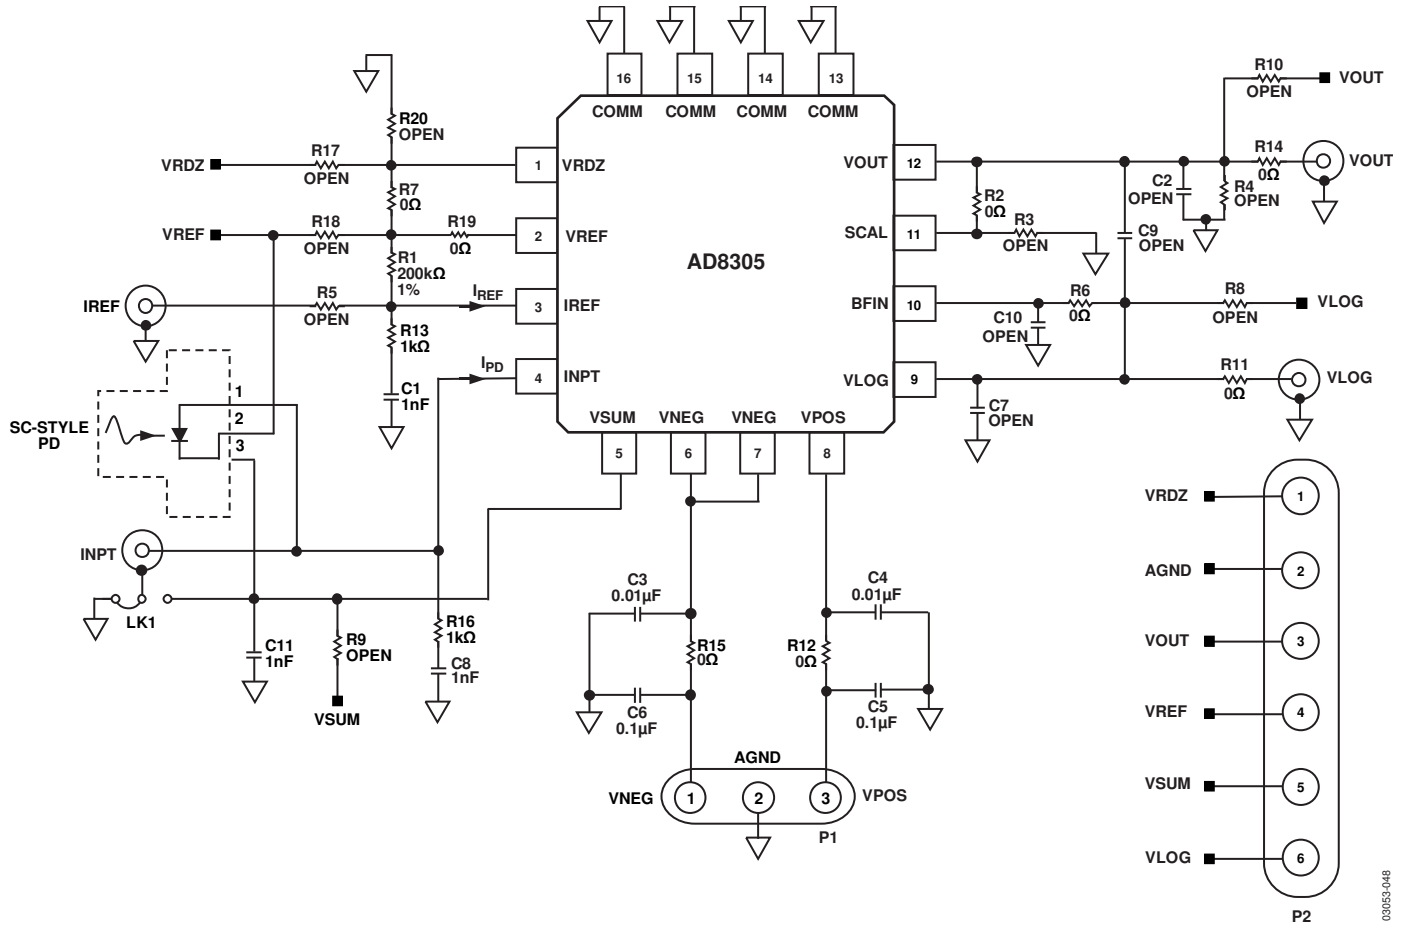 16
15
14
13
COMM
COMM
COMM
COMM
R10
OPEN
VOUT
R20
OPEN
VRDZ
R17
OPEN
1
VRDZ
VOUT
12
R14
0Ω
VOUT
R7
0Ω
C2
OPEN
R4
OPEN
R2
0Ω
VREF
R18
OPEN
R19
0Ω
2
VREF
SCAL
11
R3
OPEN
C9
OPEN
AD8305
R1
200kΩ
1%
IREF
R5
OPEN
IREF
3
IREF
BFIN
10
R6
0Ω
C10
OPEN
R8
OPEN
VLOG
R13
1kΩ
IPD
4
INPT
VLOG
9
R11
0Ω
VLOG
C1
1nF
C7
OPEN
SC-STYLE
PD
1
2
3
VSUM
VNEG
VNEG
VPOS
5
6
7
8
INPT
LK1
C11
1nF
R9
OPEN
VSUM
R16
1kΩ
C8
1nF
C3
0.01µF
C4
0.01µF
R15
0Ω
R12
0Ω
C6
0.1µF
C5
0.1µF
AGND
VNEG
1
2
3
VPOS
P1
VRDZ
1
AGND
2
VOUT
3
VREF
4
VSUM
5
VLOG
6
P2
03053-048